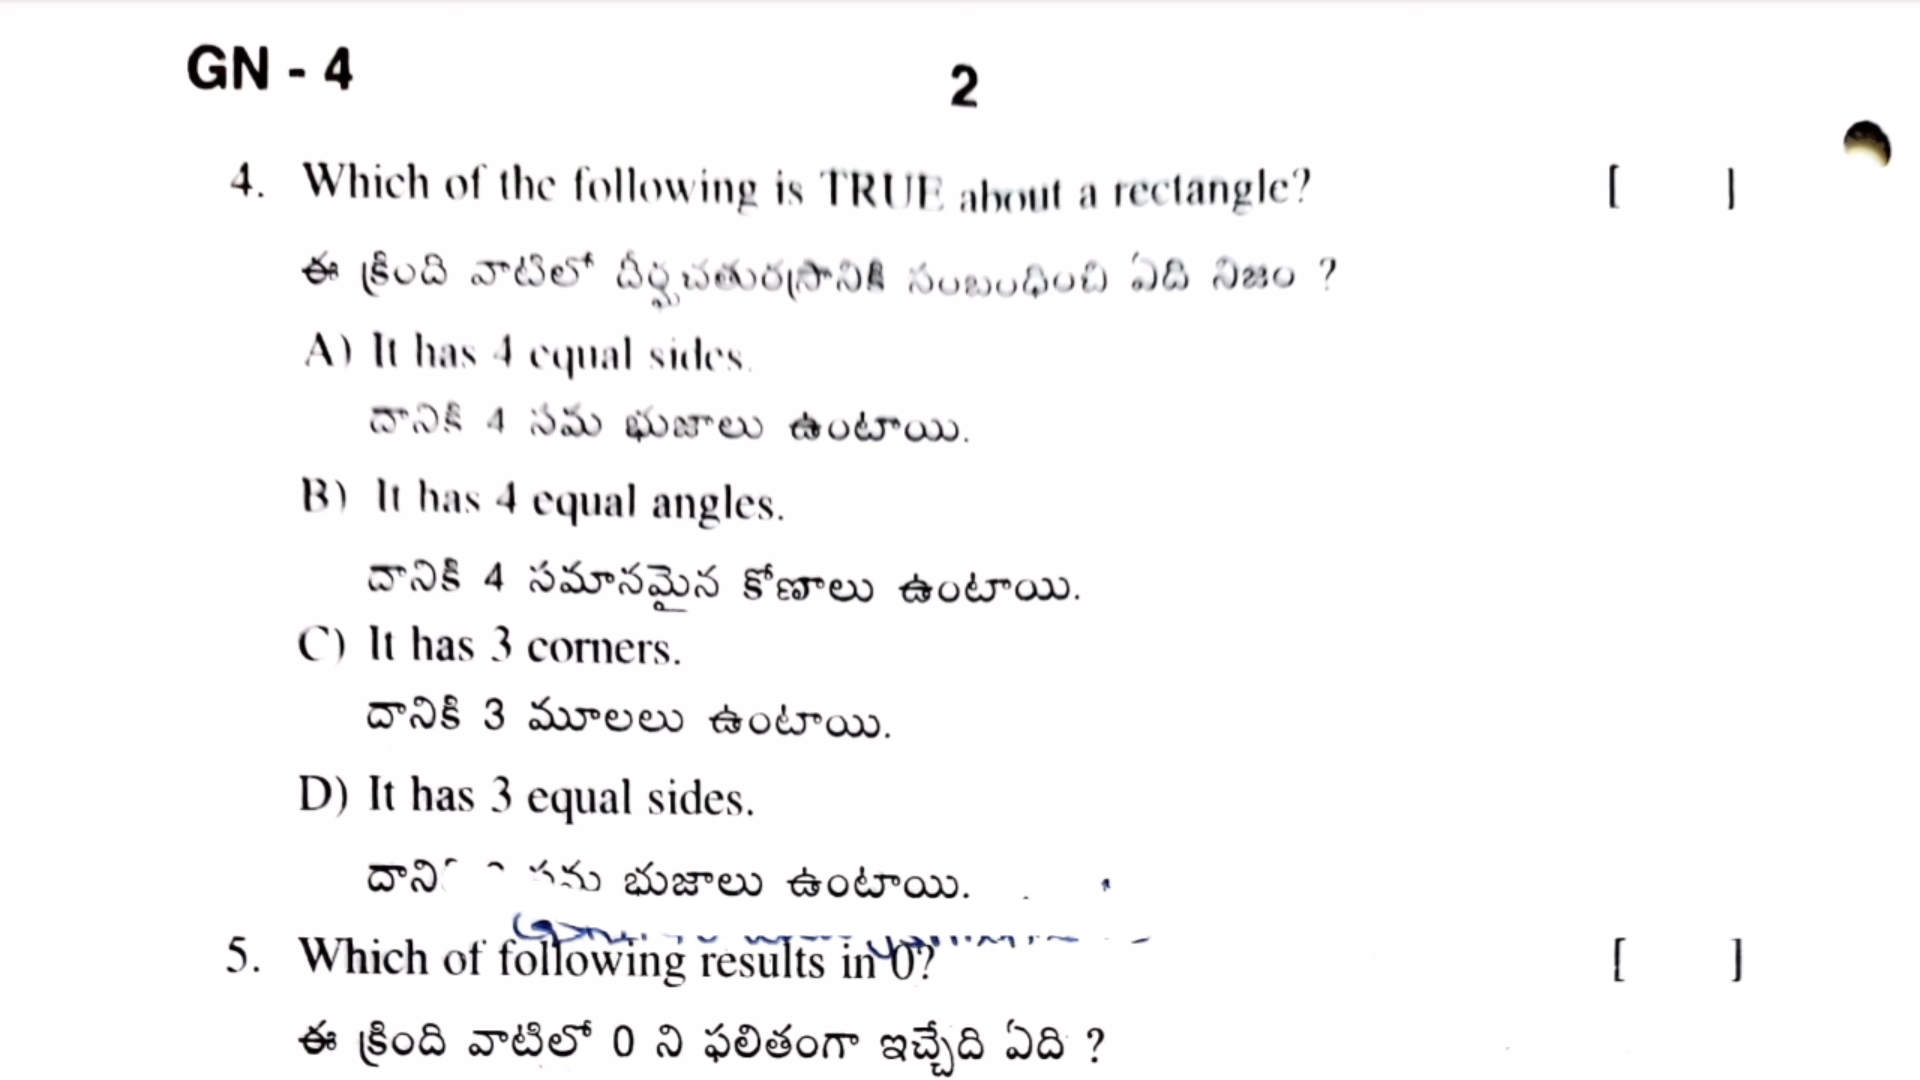 GN - 4
2
4. Which of the following is TRUE about a rectangle? [ ]
ఈ క్రింది వాటిలో దీర్ఘచతురస్రానికి సంబంధించి ఏది నిజం ?
A) It has 4 equal sides.
దానికి 4 సమ భుజాలు ఉంటాయి.
B) It has 4 equal angles.
దానికి 4 సమానమైన కోణాలు ఉంటాయి.
C) It has 3 corners.
దానికి 3 మూలలు ఉంటాయి.
D) It has 3 equal sides.
సమ భుజాలు ఉంటాయి.
5. Which of following results in 0? [ ]
ఈ క్రింది వాటిలో 0 ని ఫలితంగా ఇచ్చేది ఏది ?